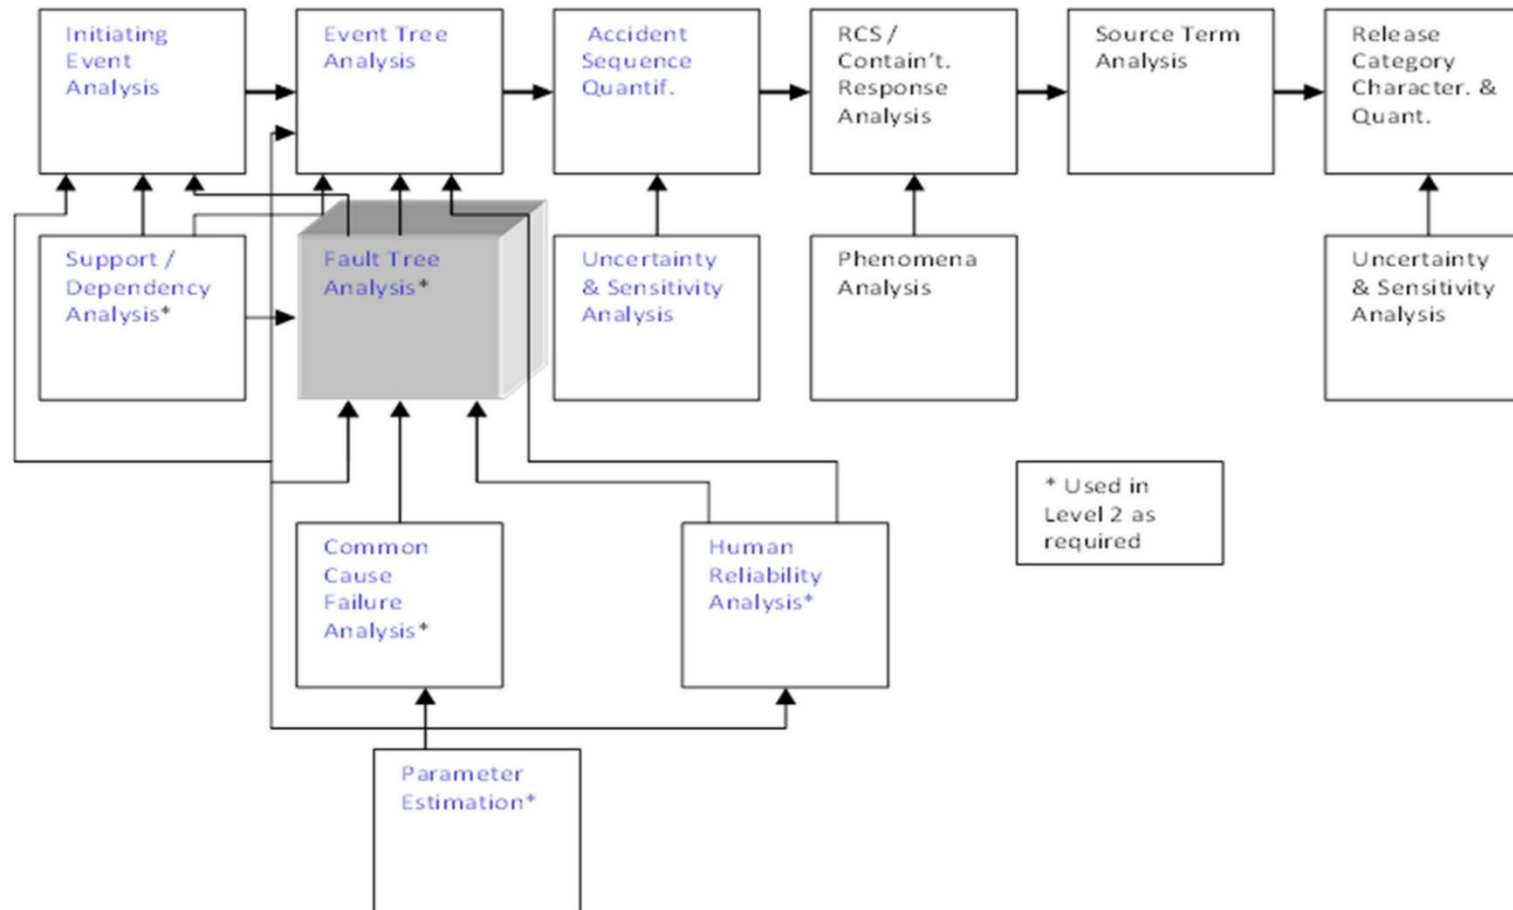 Initiating
Event
Analysis
Event Tree
Analysis
Accident
Sequence
Quantif.
RCS /
Contain't.
Response
Analysis
Source Term
Analysis
Release
Category
Character. &
Quant.
Support /
Dependency
Analysis*
Fault Tree
Analysis*
Uncertainty
& Sensitivity
Analysis
Phenomena
Analysis
Uncertainty
& Sensitivity
Analysis
* Used in
Level 2 as
required
Common
Cause
Failure
Analysis*
Human
Reliability
Analysis*
Parameter
Estimation*